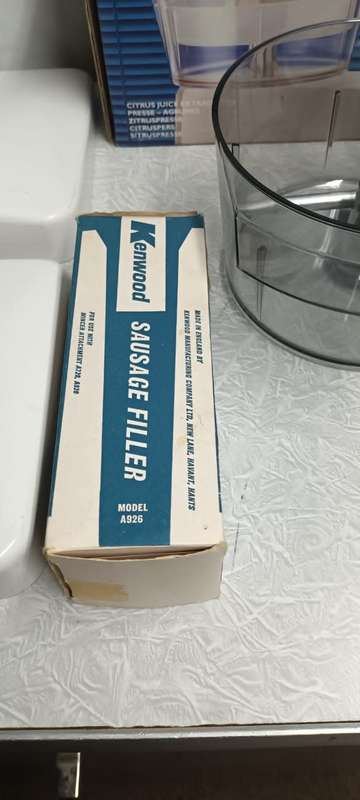 CITRUS JUICE EXTRA
PRESSE - AGRUMES
ZITRUSPRESSE
CITRUSPERS
Kenwood
SAUSAGE FILLER
MODEL
A926
FOR USE WITH
MINCER ATTACHMENT A720, A920
MADE IN ENGLAND BY
KENWOOD MANUFACTURING COMPANY LTD, NEW LANE, HAVANT, HANTS